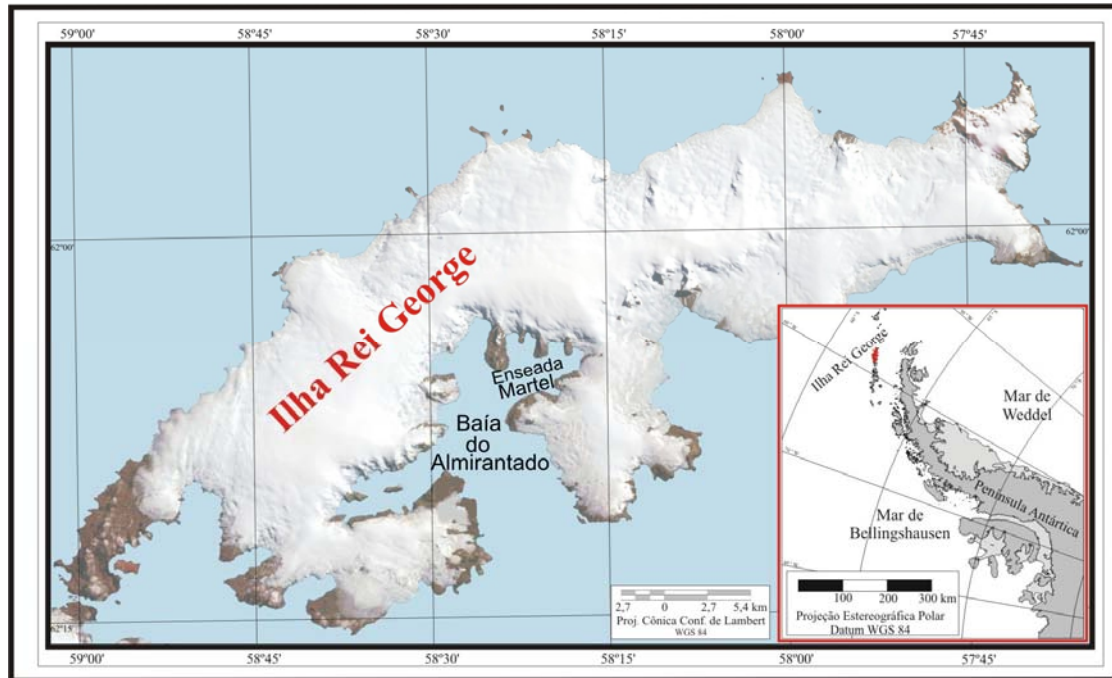 59°00'
58°45'
58°30'
58°15'
58°00'
57°45'
62°00'
62°00'
Ilha Rei George
Enseada
Martel
Baía
do
Almirantado
Ilha Rei George
Mar de
Weddel
Península Antártica
Mar de
Bellingshausen
100 200 300 km
Projeção Estereográfica Polar
Datum WGS 84
2,7 0 2,7 5,4 km
Proj. Cônica Conf. de Lambert
WGS 84
62°15'
59°00'
58°45'
58°30'
58°15'
58°00'
57°45'